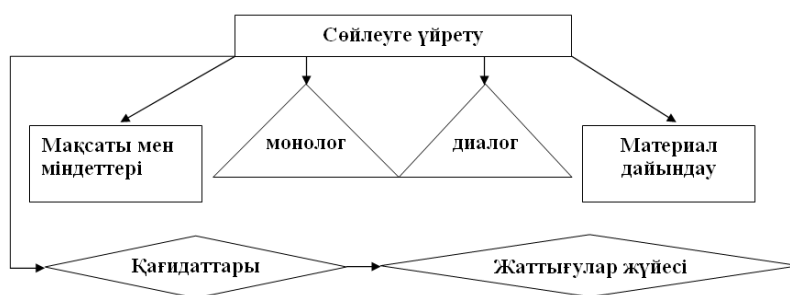 Сөйлеуге үйрету
Мақсаты мен
міндеттері
монолог
диалог
Материал
дайындау
Қағидаттары
Жаттығулар жүйесі